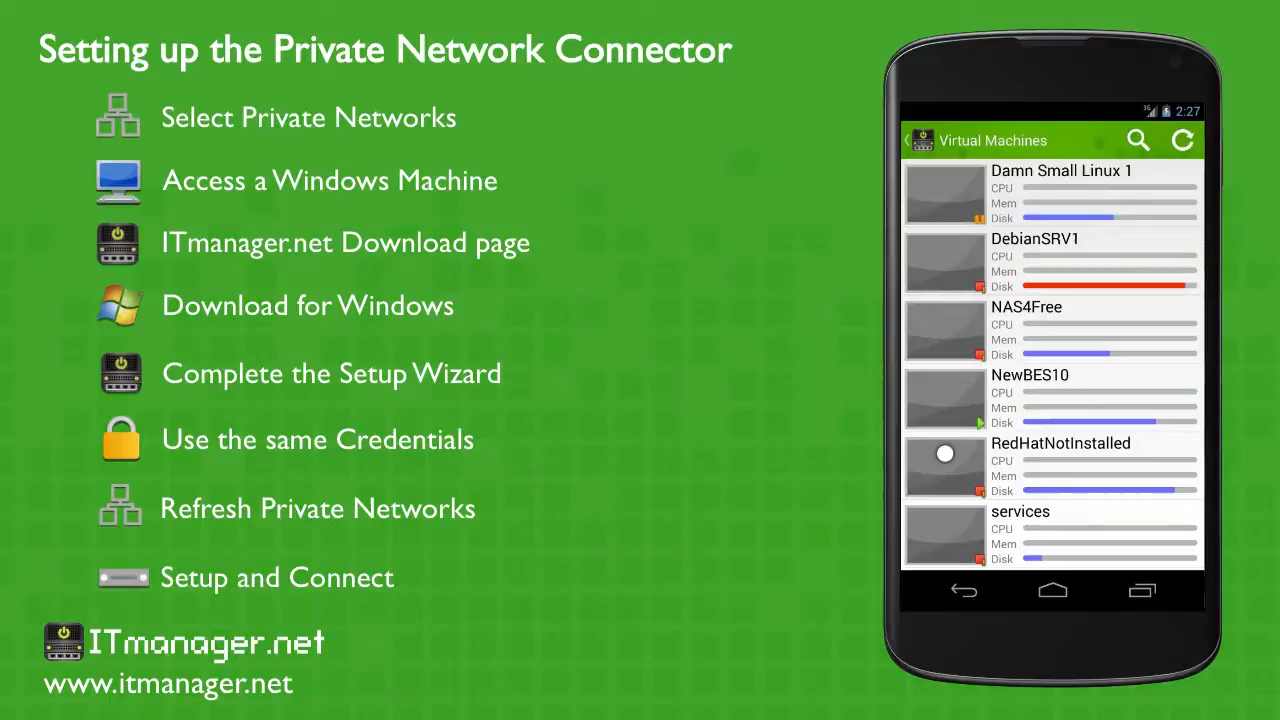 Setting up the Private Network Connector
Select Private Networks
Access a Windows Machine
ITmanager.net Download page
Download for Windows
Complete the Setup Wizard
Use the same Credentials
Refresh Private Networks
Setup and Connect
ITmanager.net
www.itmanager.net
3G 2:27
Virtual Machines
Damn Small Linux 1
CPU
Mem
Disk
DebianSRV1
CPU
Mem
Disk
NAS4Free
CPU
Mem
Disk
NewBES10
CPU
Mem
Disk
RedHatNotInstalled
CPU
Mem
Disk
services
CPU
Mem
Disk